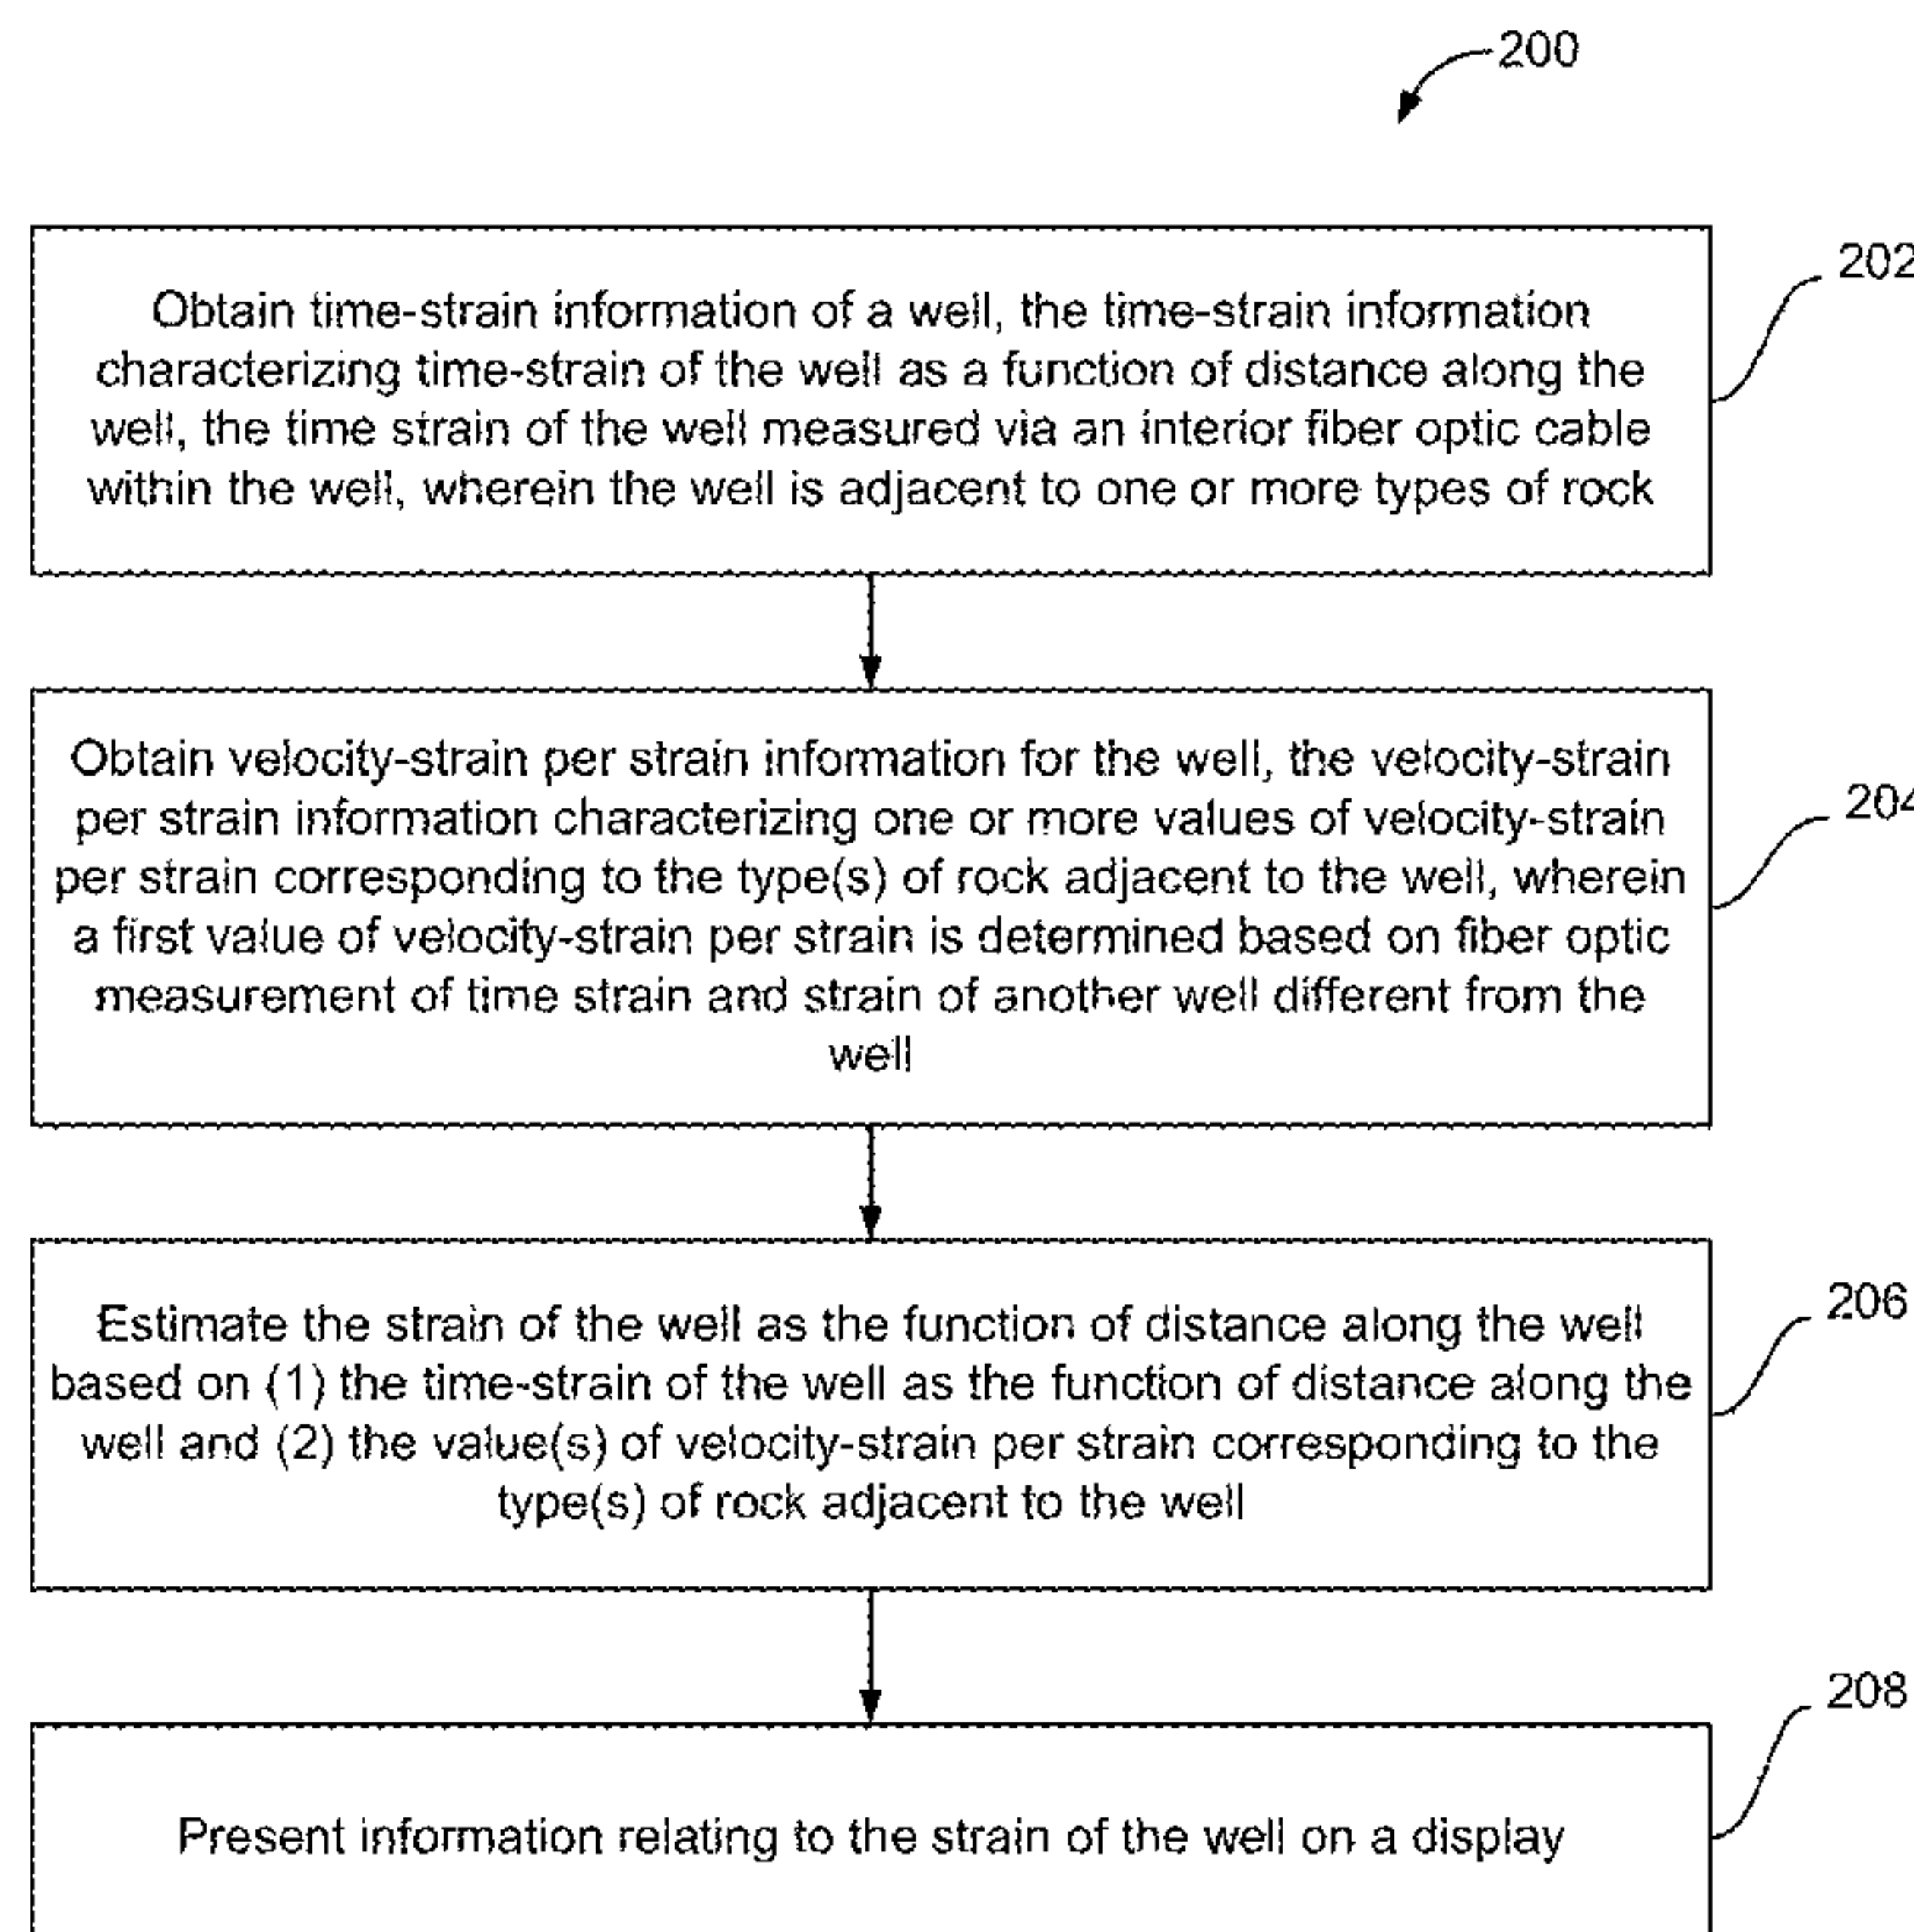 200
202
Obtain time-strain information of a well, the time-strain information
characterizing time-strain of the well as a function of distance along the
well, the time strain of the well measured via an interior fiber optic cable
within the well, wherein the well is adjacent to one or more types of rock
204
Obtain velocity-strain per strain information for the well, the velocity-strain
per strain information characterizing one or more values of velocity-strain
per strain corresponding to the type(s) of rock adjacent to the well, wherein
a first value of velocity-strain per strain is determined based on fiber optic
measurement of time strain and strain of another well different from the
well
206
Estimate the strain of the well as the function of distance along the well
based on (1) the time-strain of the well as the function of distance along the
well and (2) the value(s) of velocity-strain per strain corresponding to the
type(s) of rock adjacent to the well
208
Present information relating to the strain of the well on a display